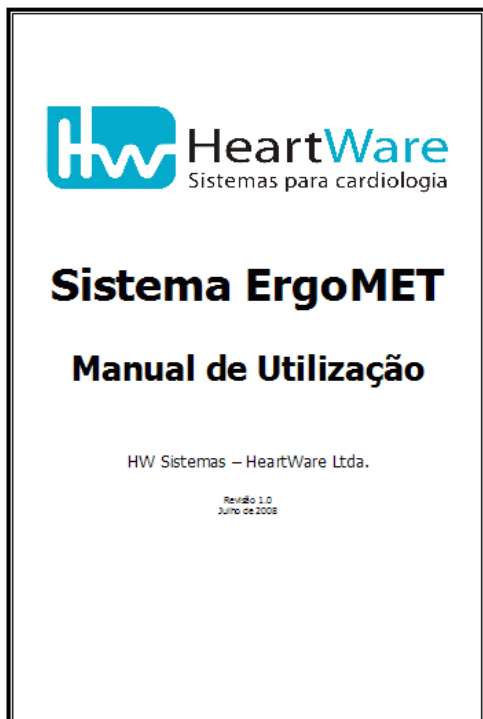 HW HeartWare
Sistemas para cardiologia
Sistema ErgoMET
Manual de Utilização
HW Sistemas – HeartWare Ltda.
Revisão 1.0
Julho de 2008